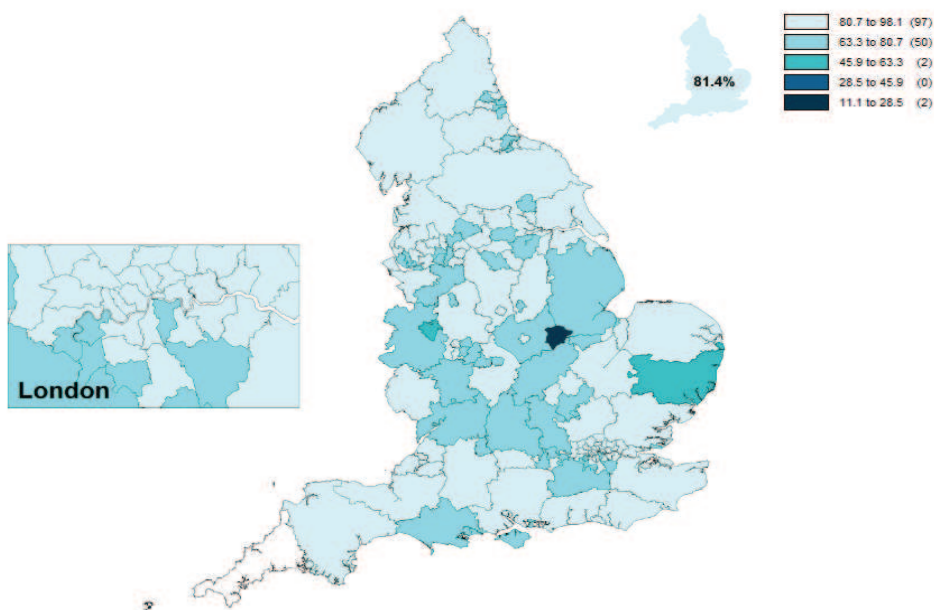 80.7 to 98.1 (97)
63.3 to 80.7 (50)
45.9 to 63.3 (2)
28.5 to 45.9 (0)
11.1 to 28.5 (2)
81.4%
London